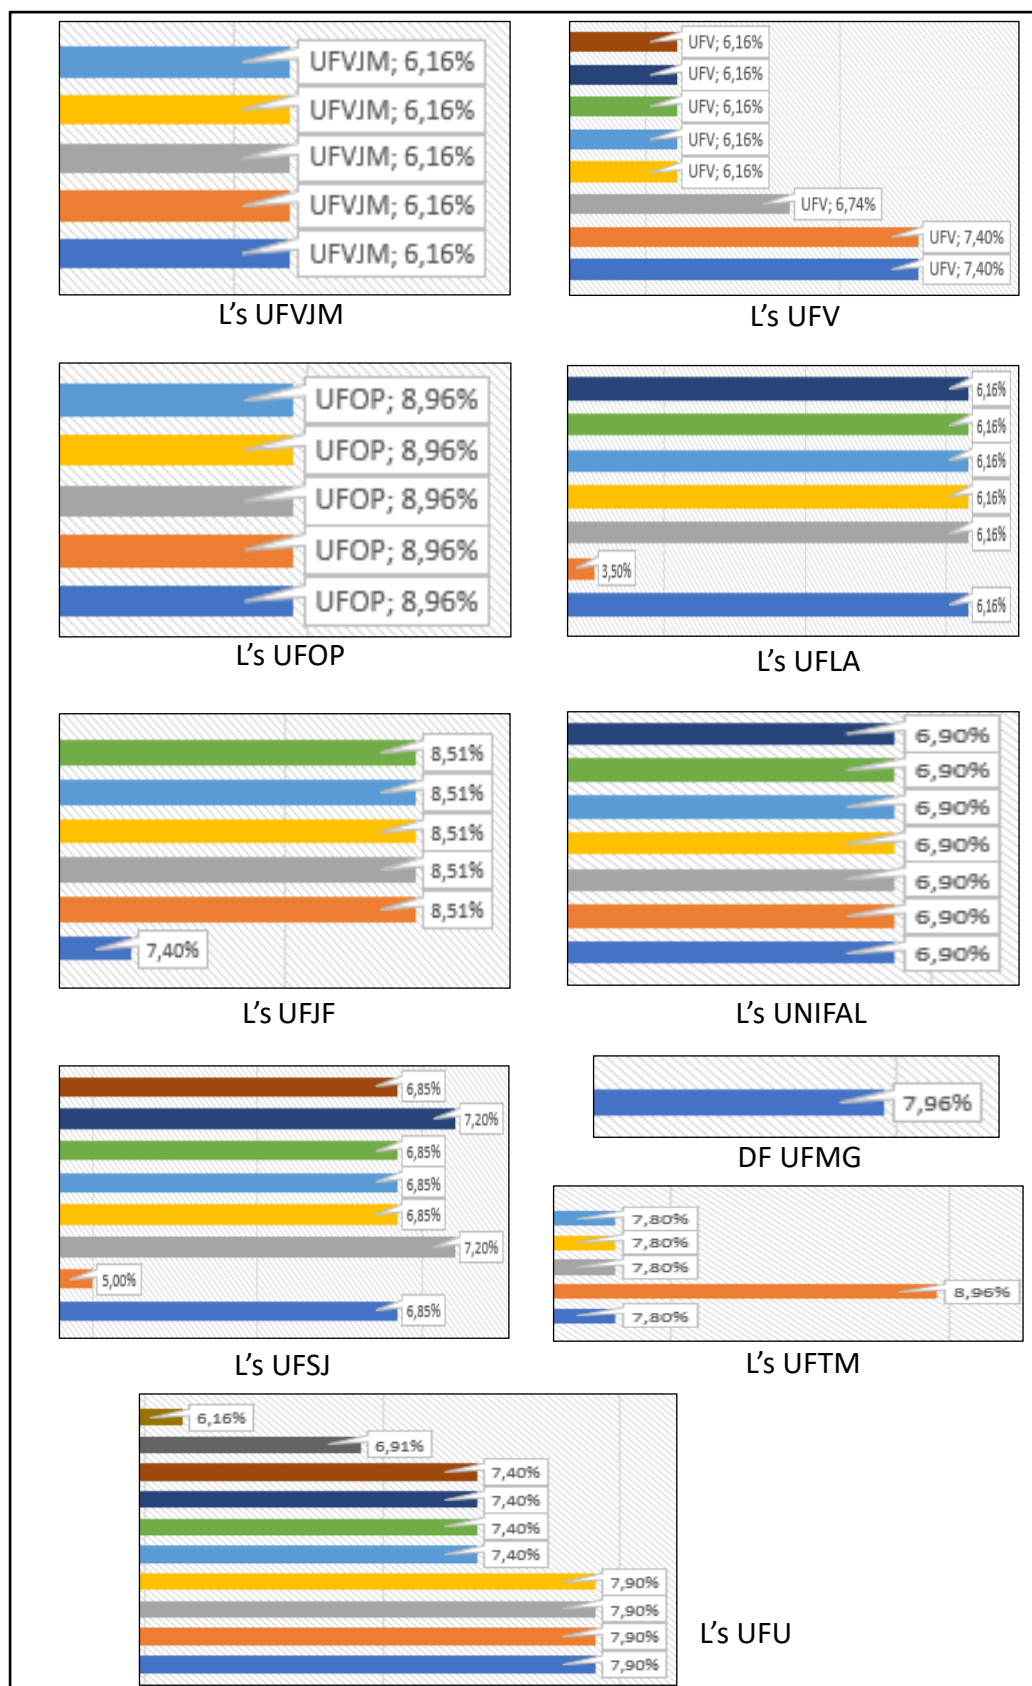 UFVJM; 6,16%
UFVJM; 6,16%
UFVJM; 6,16%
UFVJM; 6,16%
UFVJM; 6,16%
L’s UFVJM
UFV; 6,16%
UFV; 6,16%
UFV; 6,16%
UFV; 6,16%
UFV; 6,16%
UFV; 6,74%
UFV; 7,40%
UFV; 7,40%
L’s UFV
UFOP; 8,96%
UFOP; 8,96%
UFOP; 8,96%
UFOP; 8,96%
UFOP; 8,96%
L’s UFOP
6,16%
6,16%
6,16%
6,16%
6,16%
3,50%
6,16%
L’s UFLA
8,51%
8,51%
8,51%
8,51%
8,51%
7,40%
L’s UFJF
6,90%
6,90%
6,90%
6,90%
6,90%
6,90%
6,90%
L’s UNIFAL
6,85%
7,20%
6,85%
6,85%
6,85%
7,20%
5,00%
6,85%
L’s UFSJ
7,96%
DF UFMG
7,80%
7,80%
7,80%
8,96%
7,80%
L’s UFTM
6,16%
6,91%
7,40%
7,40%
7,40%
7,40%
7,90%
7,90%
7,90%
7,90%
L’s UFU